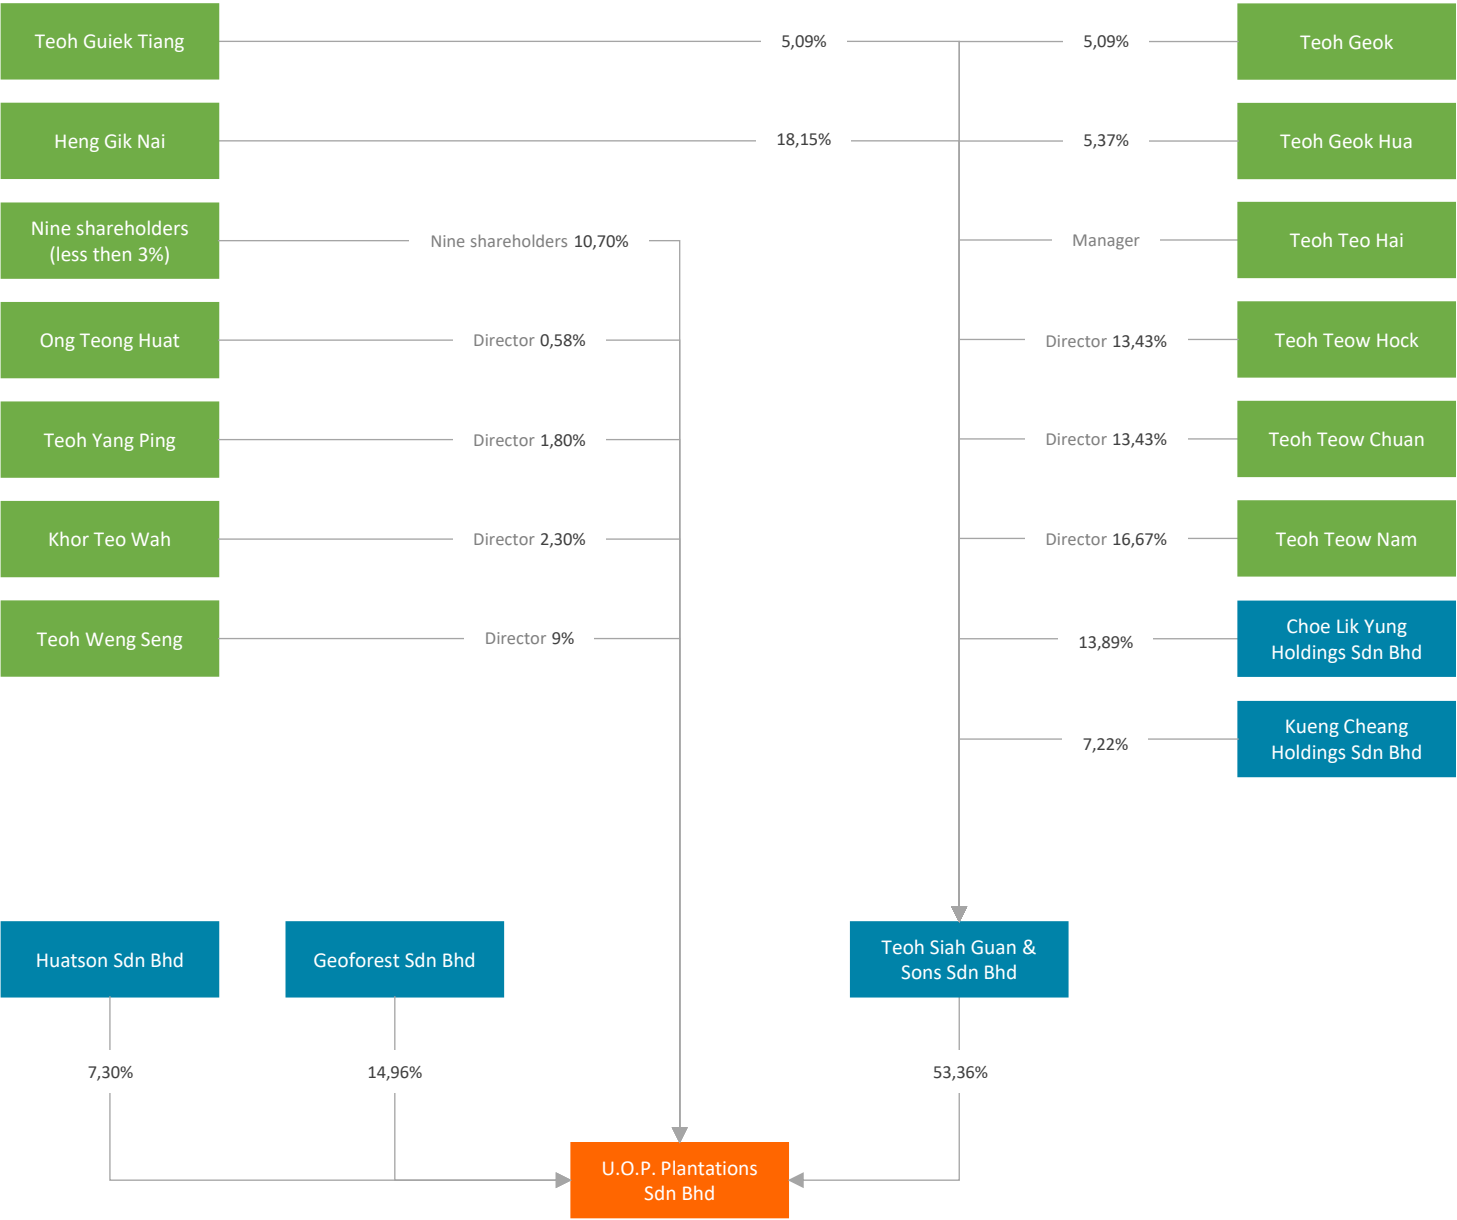 Teoh Guiek Tiang
5,09%
5,09%
Teoh Geok
Heng Gik Nai
18,15%
5,37%
Teoh Geok Hua
Nine shareholders
(less then 3%)
Nine shareholders 10,70%
Manager
Teoh Teo Hai
Ong Teong Huat
Director 0,58%
Director 13,43%
Teoh Teow Hock
Teoh Yang Ping
Director 1,80%
Director 13,43%
Teoh Teow Chuan
Khor Teo Wah
Director 2,30%
Director 16,67%
Teoh Teow Nam
Teoh Weng Seng
Director 9%
13,89%
Choe Lik Yung
Holdings Sdn Bhd
7,22%
Kueng Cheang
Holdings Sdn Bhd
Huatson Sdn Bhd
Geoforest Sdn Bhd
Teoh Siah Guan &
Sons Sdn Bhd
7,30%
14,96%
53,36%
U.O.P. Plantations
Sdn Bhd